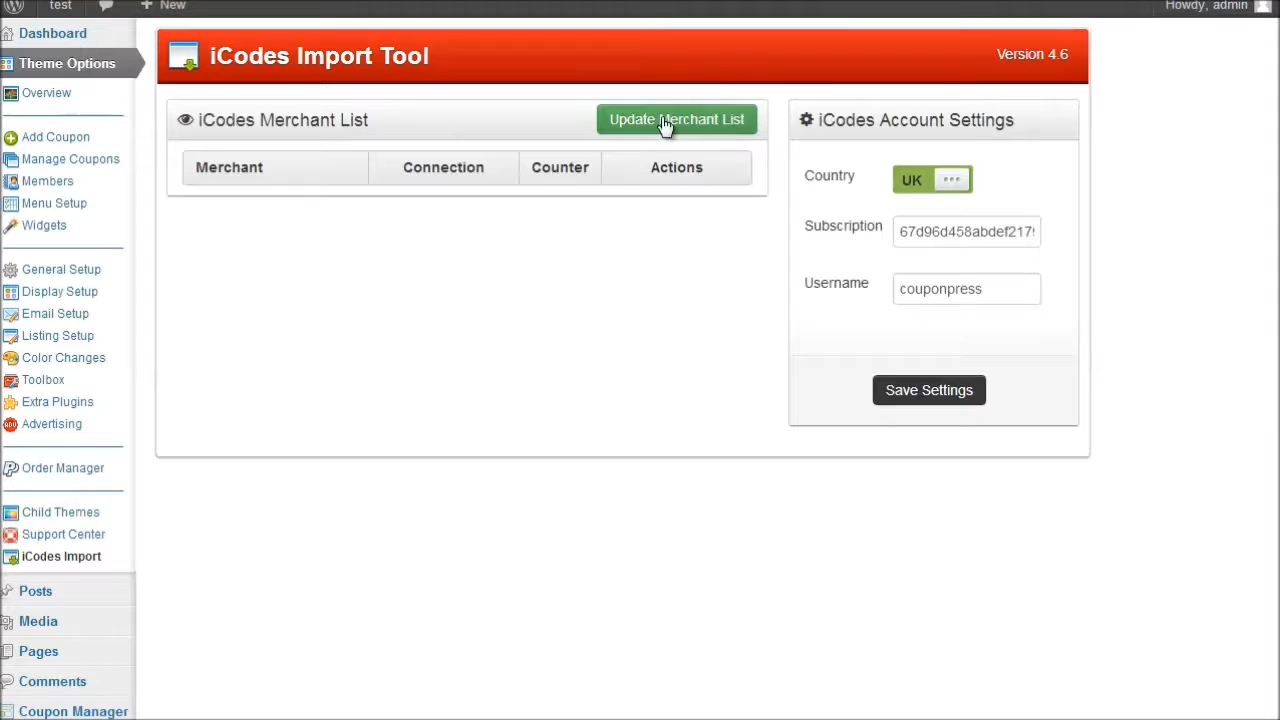 test
New
Howdy, admin
Dashboard
Theme Options
Overview
Add Coupon
Manage Coupons
Members
Menu Setup
Widgets
General Setup
Display Setup
Email Setup
Listing Setup
Color Changes
Toolbox
Extra Plugins
Advertising
Order Manager
Child Themes
Support Center
iCodes Import
Posts
Media
Pages
Comments
Coupon Manager
iCodes Import Tool
Version 4.6
iCodes Merchant List
Update Merchant List
Merchant Connection Counter Actions
iCodes Account Settings
Country UK
Subscription 67d96d458abdef217
Username couponpress
Save Settings